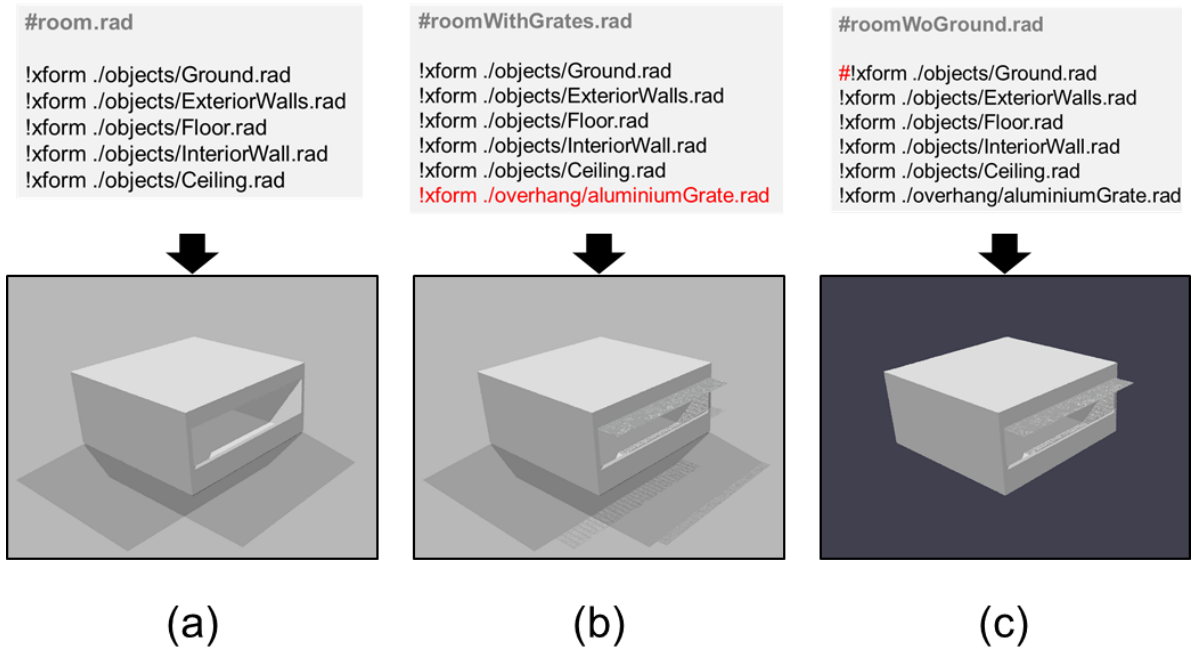 #room.rad
!xform ./objects/Ground.rad
!xform ./objects/ExteriorWalls.rad
!xform ./objects/Floor.rad
!xform ./objects/InteriorWall.rad
!xform ./objects/Ceiling.rad
#roomWithGrates.rad
!xform ./objects/Ground.rad
!xform ./objects/ExteriorWalls.rad
!xform ./objects/Floor.rad
!xform ./objects/InteriorWall.rad
!xform ./objects/Ceiling.rad
!xform ./overhang/aluminiumGrate.rad
#roomWoGround.rad
#!xform ./objects/Ground.rad
!xform ./objects/ExteriorWalls.rad
!xform ./objects/Floor.rad
!xform ./objects/InteriorWall.rad
!xform ./objects/Ceiling.rad
!xform ./overhang/aluminiumGrate.rad
(a)
(b)
(c)